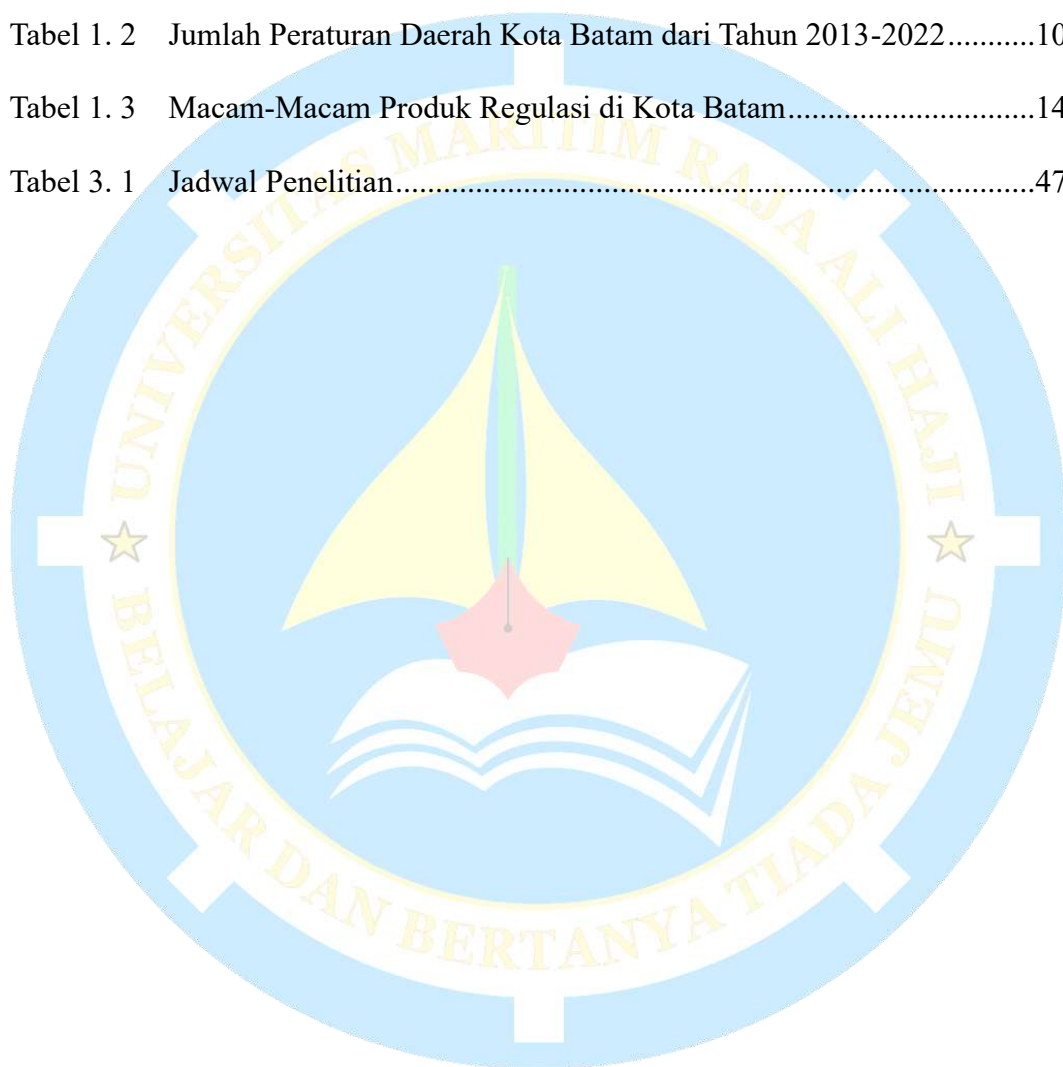 Tabel 1. 2 Jumlah Peraturan Daerah Kota Batam dari Tahun 2013-2022...........10
Tabel 1. 3 Macam-Macam Produk Regulasi di Kota Batam...............................14
Tabel 3. 1 Jadwal Penelitian................................................................................47
UNIVERSITAS MARITIM RAJA ALI HAJI
BELAJAR DAN BERTANYA TIADA JEMU